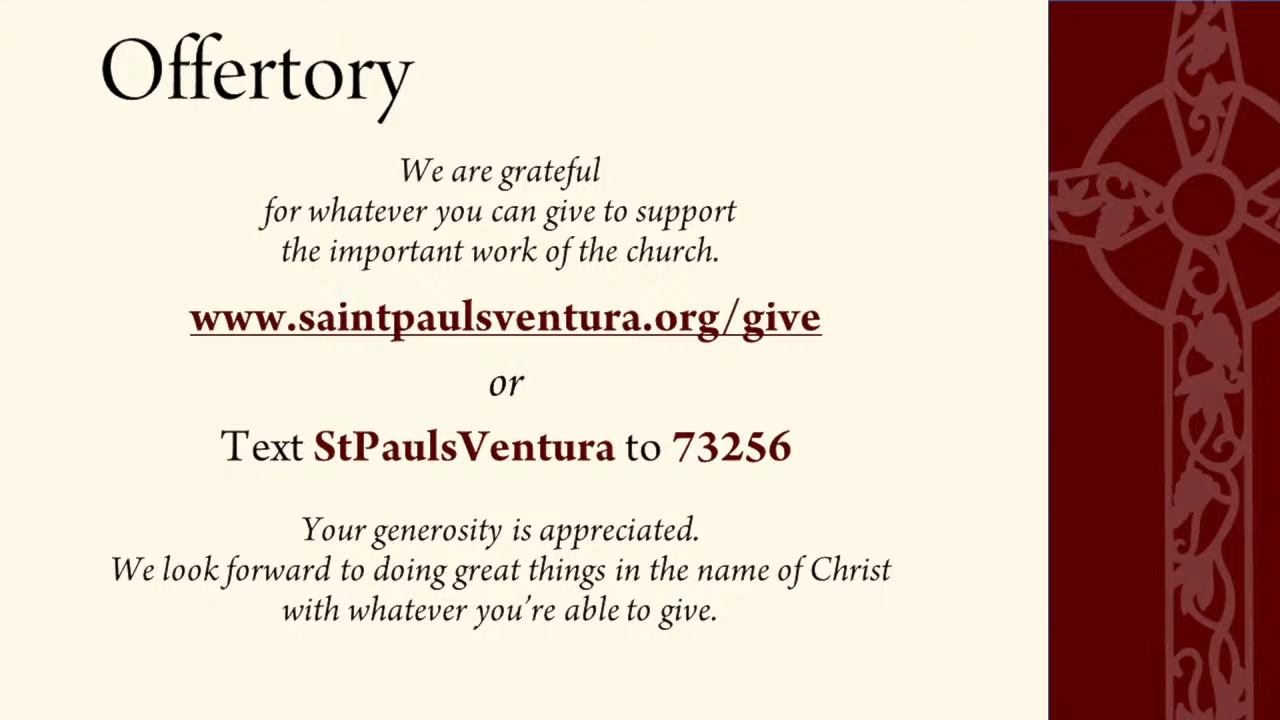 Offertory
We are grateful
for whatever you can give to support
the important work of the church.
www.saintpaulsventura.org/give
or
Text StPaulsVentura to 73256
Your generosity is appreciated.
We look forward to doing great things in the name of Christ
with whatever you’re able to give.